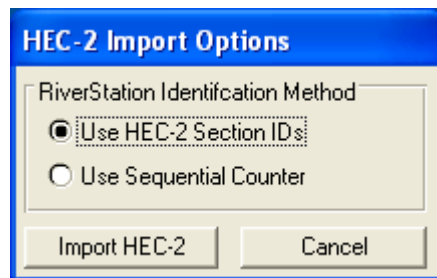 HEC-2 Import Options
RiverStation Identifcation Method
Use HEC-2 Section IDs
Use Sequential Counter
Import HEC-2
Cancel